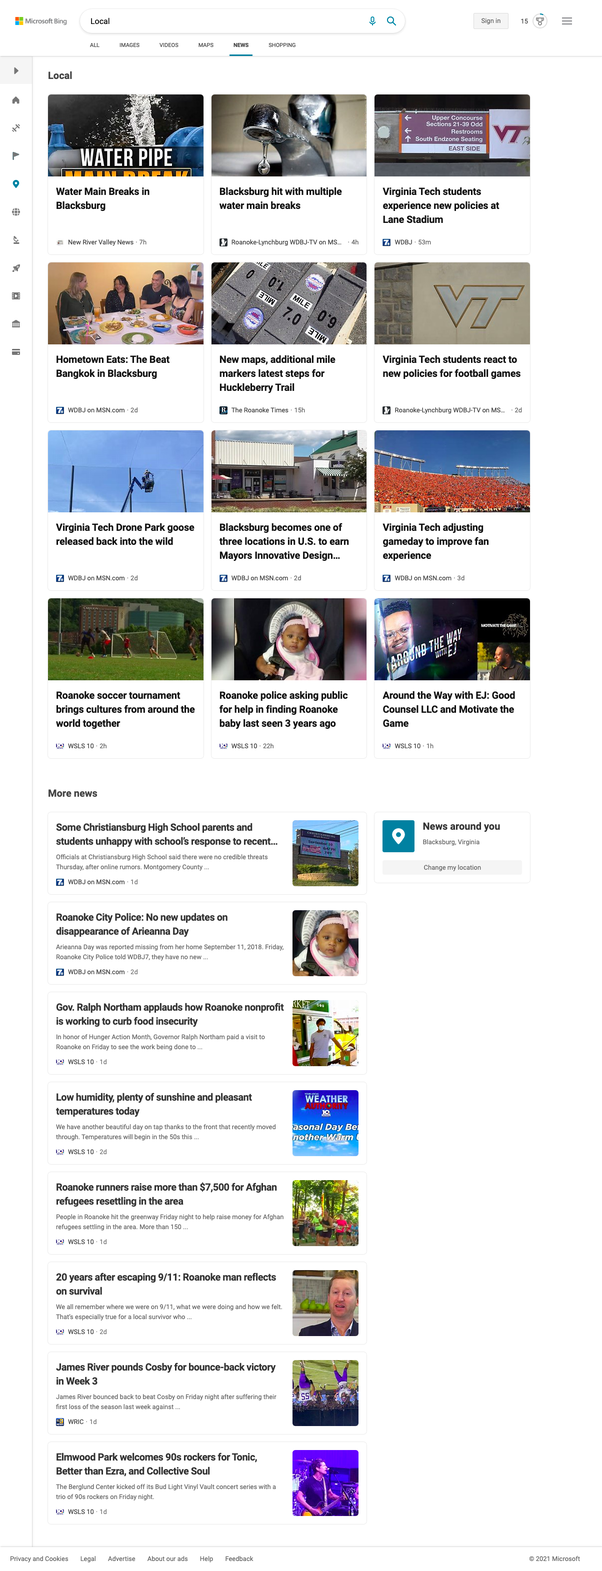 Microsoft Bing
Local
Sign in
15
ALL
IMAGES
VIDEOS
MAPS
NEWS
SHOPPING
Local
WATER PIPE
MAIN BREAK
Water Main Breaks in
Blacksburg
New River Valley News · 7h
Blacksburg hit with multiple
water main breaks
Roanoke-Lynchburg WDBJ-TV on MS... · 4h
Upper Concourse
Sections 21-39 Odd
Restrooms
South Endzone Seating
EAST SIDE
VT
Virginia Tech students
experience new policies at
Lane Stadium
WDBJ · 53m
Hometown Eats: The Beat
Bangkok in Blacksburg
WDBJ on MSN.com · 2d
MILE
0
MILE
7.0
6.0
MILE
New maps, additional mile
markers latest steps for
Huckleberry Trail
The Roanoke Times · 15h
VT
Virginia Tech students react to
new policies for football games
Roanoke-Lynchburg WDBJ-TV on MS... · 2d
Virginia Tech Drone Park goose
released back into the wild
WDBJ on MSN.com · 2d
Blacksburg becomes one of
three locations in U.S. to earn
Mayors Innovative Design...
WDBJ on MSN.com · 2d
Virginia Tech adjusting
gameday to improve fan
experience
WDBJ on MSN.com · 3d
Roanoke soccer tournament
brings cultures from around the
world together
WSLS 10 · 2h
Roanoke police asking public
for help in finding Roanoke
baby last seen 3 years ago
WSLS 10 · 22h
AROUND THE WAY
WITH EJ
MOTIVATE THE GAME
Around the Way with EJ: Good
Counsel LLC and Motivate the
Game
WSLS 10 · 1h
More news
Some Christiansburg High School parents and
students unhappy with school's response to recent...
Officials at Christiansburg High School said there were no credible threats
Thursday, after online rumors. Montgomery County ...
WDBJ on MSN.com · 1d
News around you
Blacksburg, Virginia
Change my location
Roanoke City Police: No new updates on
disappearance of Arieanna Day
Arieanna Day was reported missing from her home September 11, 2018. Friday,
Roanoke City Police told WDBJ7, they have no new ...
WDBJ on MSN.com · 2d
Gov. Ralph Northam applauds how Roanoke nonprofit
is working to curb food insecurity
In honor of Hunger Action Month, Governor Ralph Northam paid a visit to
Roanoke on Friday to see the work being done to ...
WSLS 10 · 1d
Low humidity, plenty of sunshine and pleasant
temperatures today
We have another beautiful day on tap thanks to the front that recently moved
through. Temperatures will begin in the 50s this ...
WSLS 10 · 2d
WEATHER
10
asonal Day Be
nother Warm
Roanoke runners raise more than $7,500 for Afghan
refugees resettling in the area
People in Roanoke hit the greenway Friday night to help raise money for Afghan
refugees settling in the area. More than 150 ...
WSLS 10 · 1d
20 years after escaping 9/11: Roanoke man reflects
on survival
We all remember where we were on 9/11, what we were doing and how we felt.
That's especially true for a local survivor who ...
WSLS 10 · 2d
James River pounds Cosby for bounce-back victory
in Week 3
James River bounced back to beat Cosby on Friday night after suffering their
first loss of the season last week against ...
WRIC · 1d
55
Elmwood Park welcomes 90s rockers for Tonic,
Better than Ezra, and Collective Soul
The Berglund Center kicked off its Bud Light Vinyl Vault concert series with a
trio of 90s rockers on Friday night.
WSLS 10 · 1d
Privacy and Cookies
Legal
Advertise
About our ads
Help
Feedback
© 2021 Microsoft